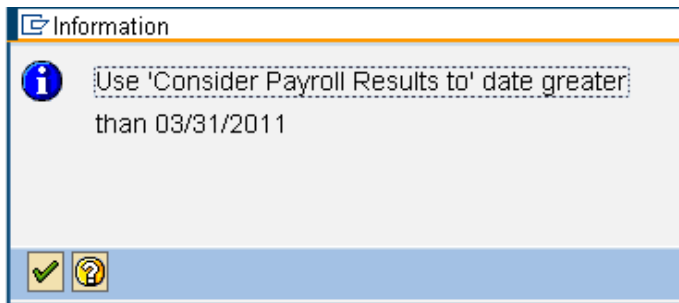 Information
Use 'Consider Payroll Results to' date greater
than 03/31/2011